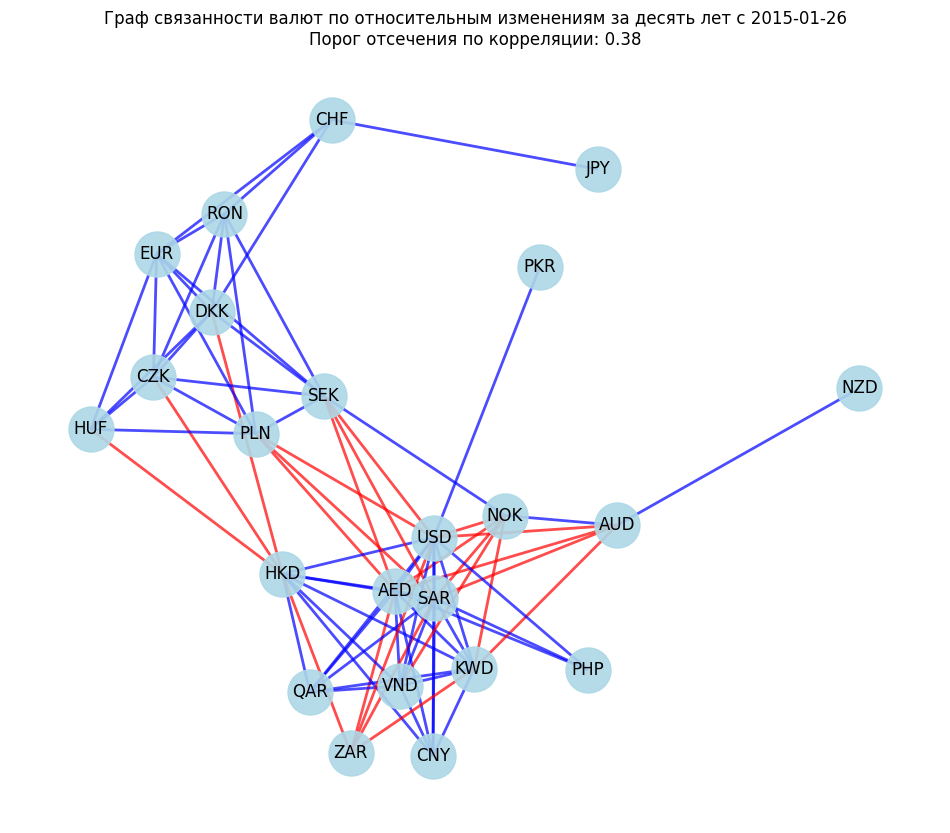 Граф связанности валют по относительным изменениям за десять лет с 2015-01-26
Порог отсечения по корреляции: 0.38
CHF
JPY
RON
EUR
PKR
DKK
CZK
NZD
SEK
HUF
PLN
NOK
AUD
USD
HKD
AED
SAR
KWD
PHP
VND
QAR
ZAR
CNY